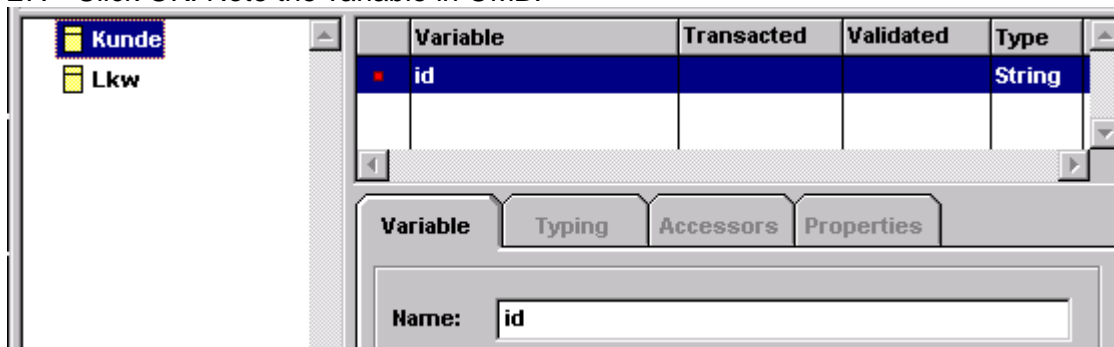 Kunde
Lkw
Variable Transacted Validated Type
id String
Variable Typing Accessors Properties
Name: id